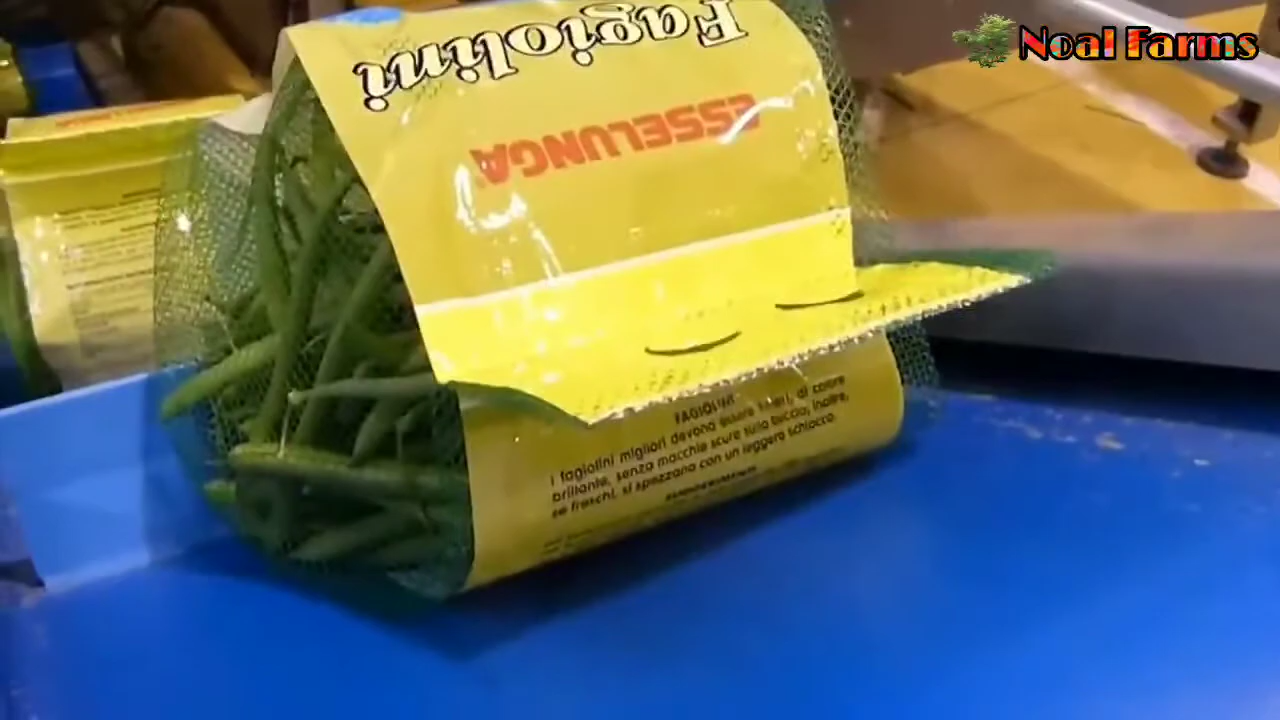 Noal Farms
Fagiolini
ESSELUNGA
FAGIOLINI
I fagiolini migliori devono essere teneri, di colore
brillante, senza macchie scure sulla buccia; inoltre,
se freschi, si spezzano con un leggero schiocco.